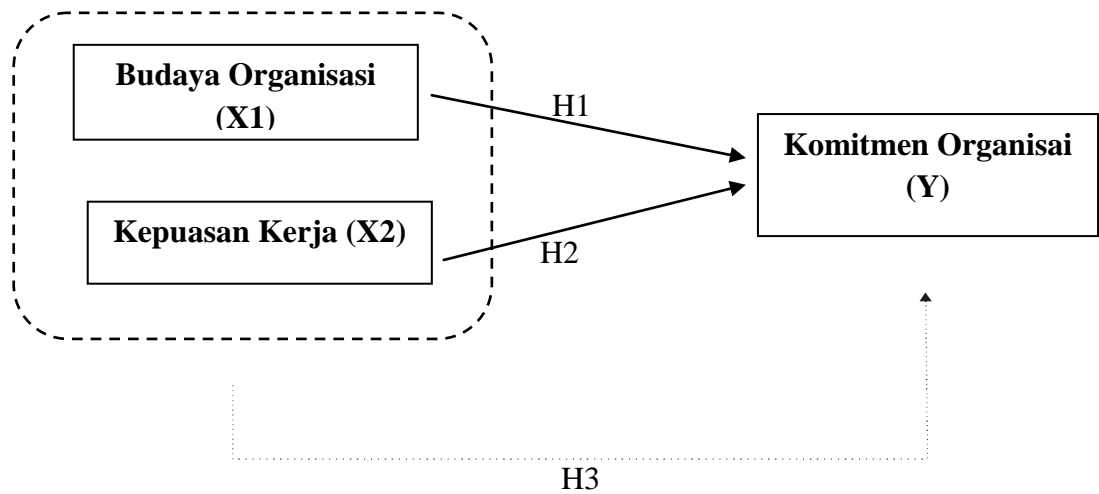 Budaya Organisasi
(X1)
H1
Komitmen Organisai
(Y)
Kepuasan Kerja (X2)
H2
H3